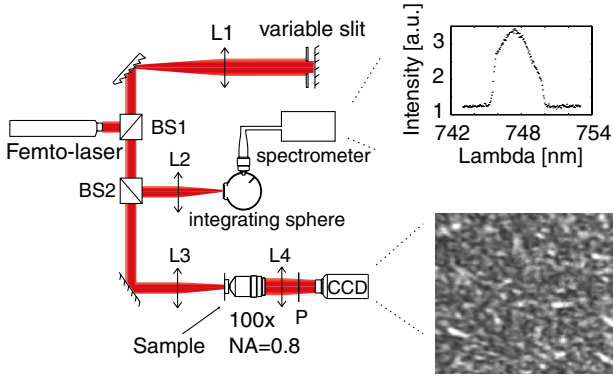 L1
variable slit
Intensity [a.u.]
3
2
1
742
748
754
Lambda [nm]
BS1
Femto-laser
L2
spectrometer
BS2
integrating sphere
L3
L4
CCD
Sample
100x
P
NA=0.8